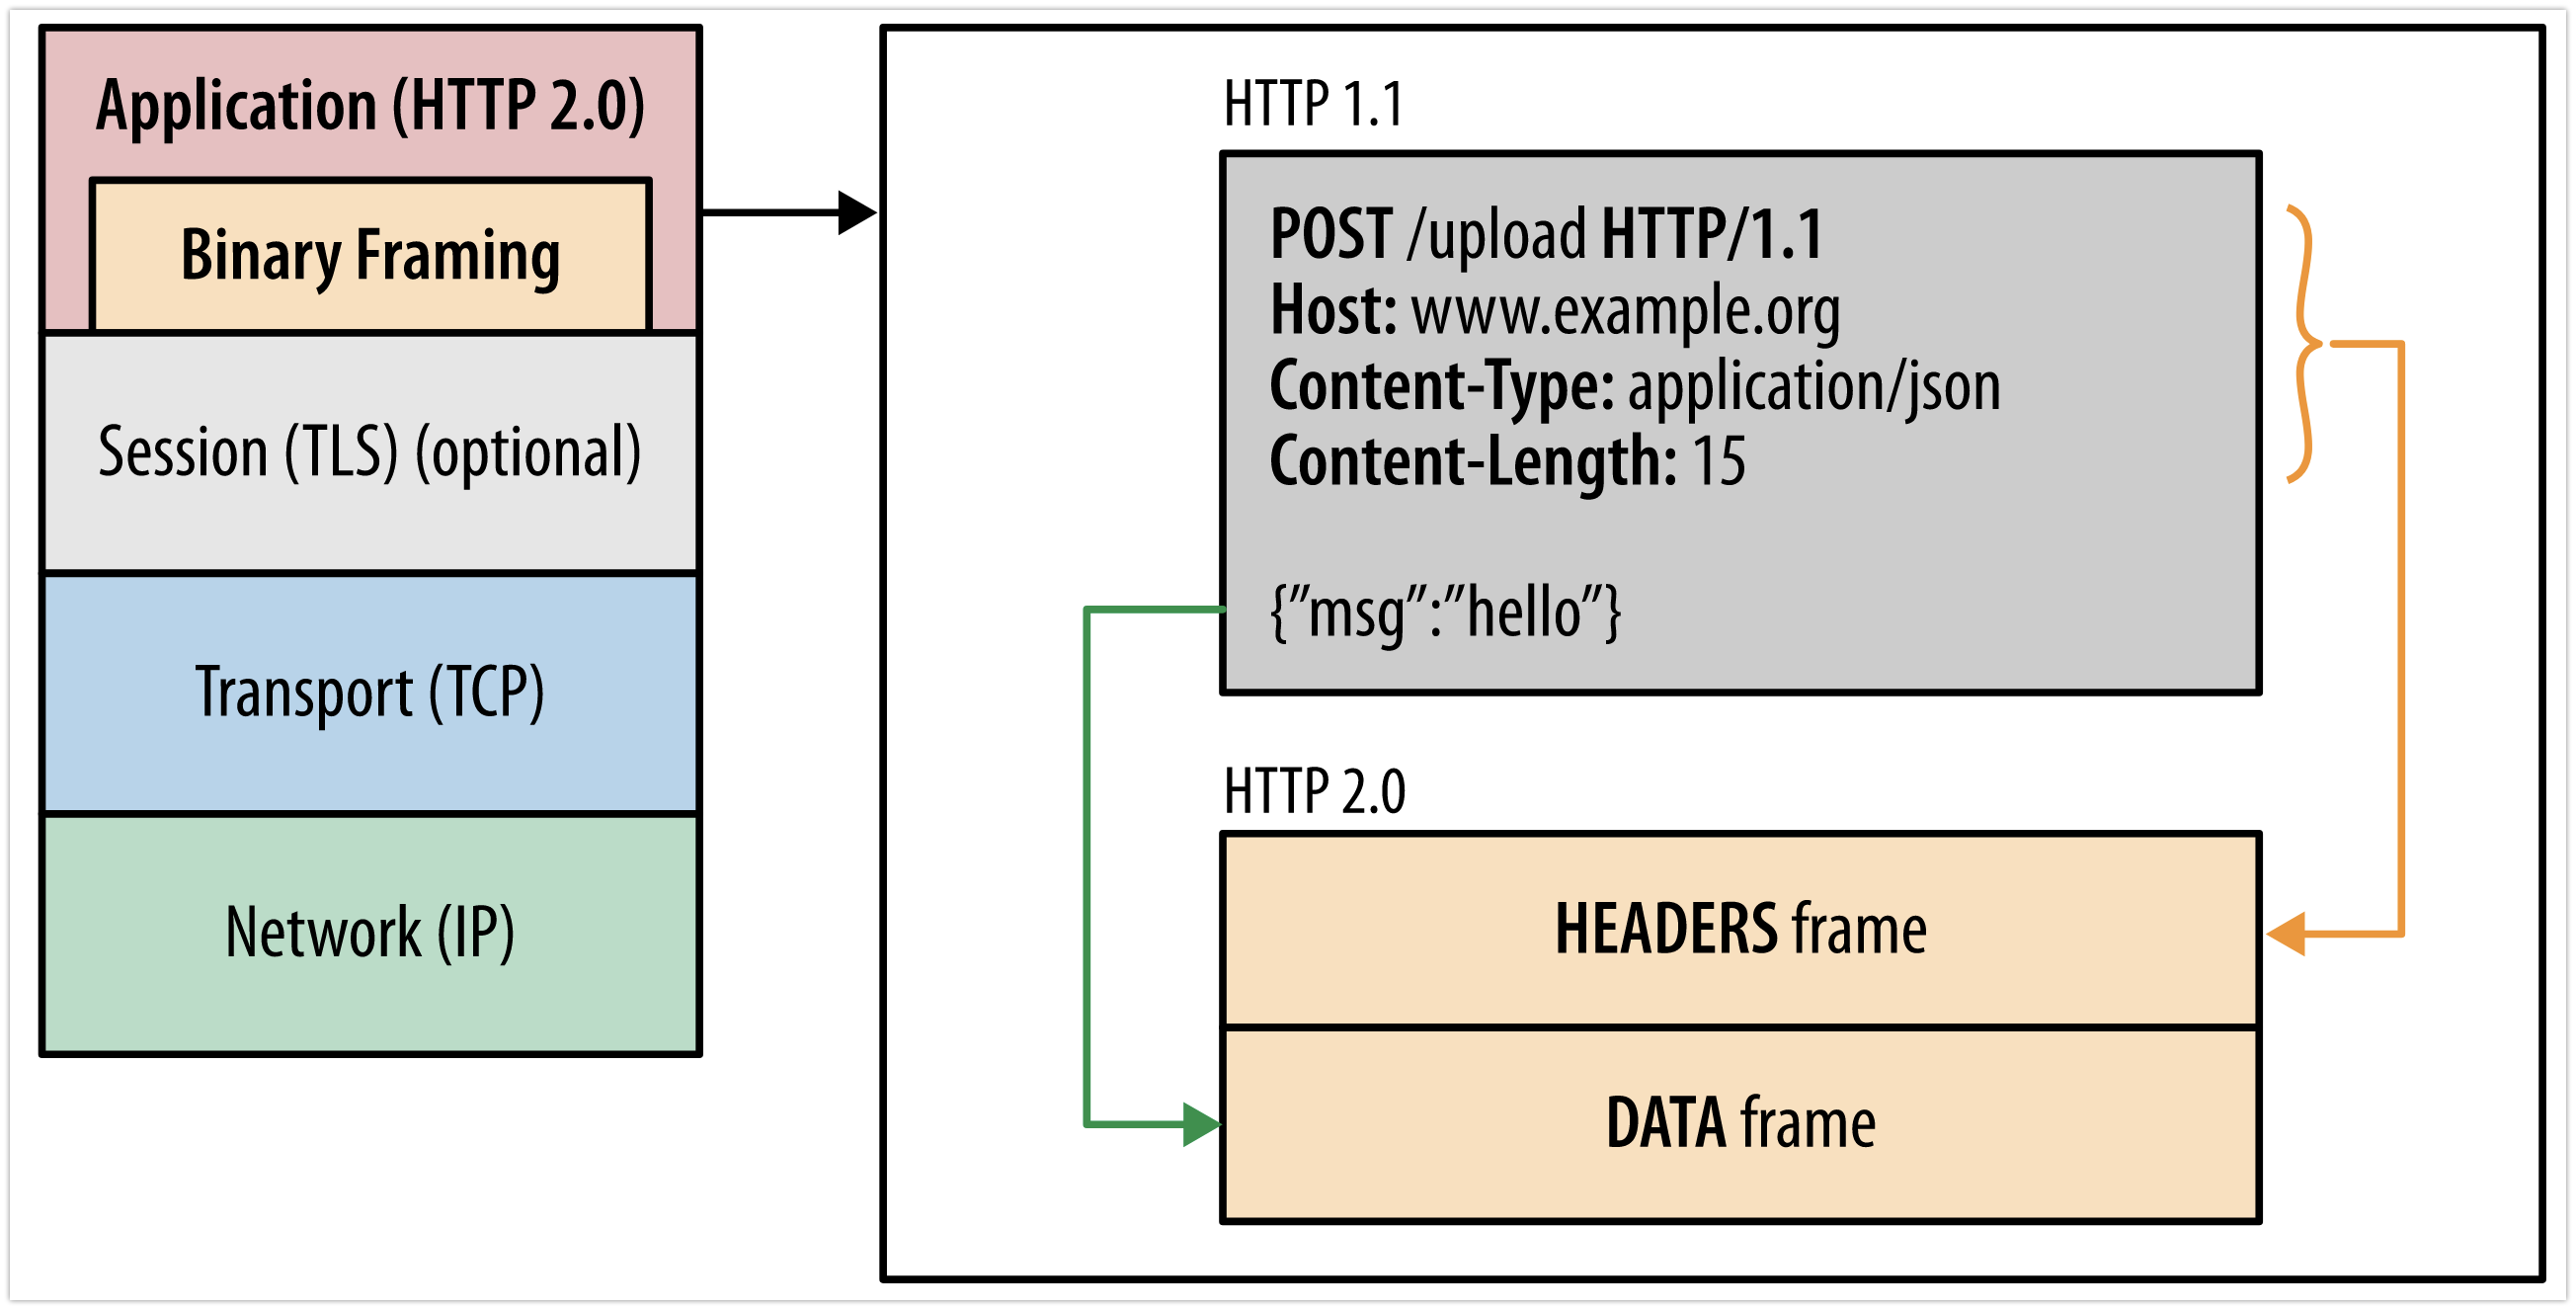 Application (HTTP 2.0)
Binary Framing
Session (TLS) (optional)
Transport (TCP)
Network (IP)
HTTP 1.1
POST /upload HTTP/1.1
Host: www.example.org
Content-Type: application/json
Content-Length: 15
{”msg”:”hello”}
HTTP 2.0
HEADERS frame
DATA frame